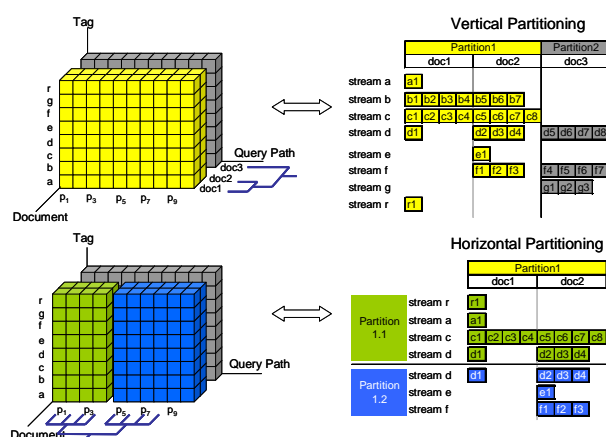 Tag
Vertical Partitioning
Partition1 Partition2
doc1 doc2 doc3
stream a a1
stream b b1 b2 b3 b4 b5 b6 b7
stream c c1 c2 c3 c4 c5 c6 c7 c8
stream d d1 d2 d3 d4 d5 d6 d7 d8
stream e e1
stream f f1 f2 f3 f4 f5 f6 f7
stream g g1 g2 g3
stream r r1
r
g
f
e
d
c
b
a
Query Path
doc3
doc2
doc1
p1 p3 p5 p7 p9
Document
Tag
Horizontal Partitioning
Partition1
doc1 doc2
Partition 1.1
stream r r1
stream a a1
stream c c1 c2 c3 c4 c5 c6 c7 c8
stream d d1 d2 d3 d4
Partition 1.2
stream d d1 d2 d3 d4
stream e e1
stream f f1 f2 f3
r
g
f
e
d
c
b
a
Query Path
p1 p3 p5 p7 p9
Document